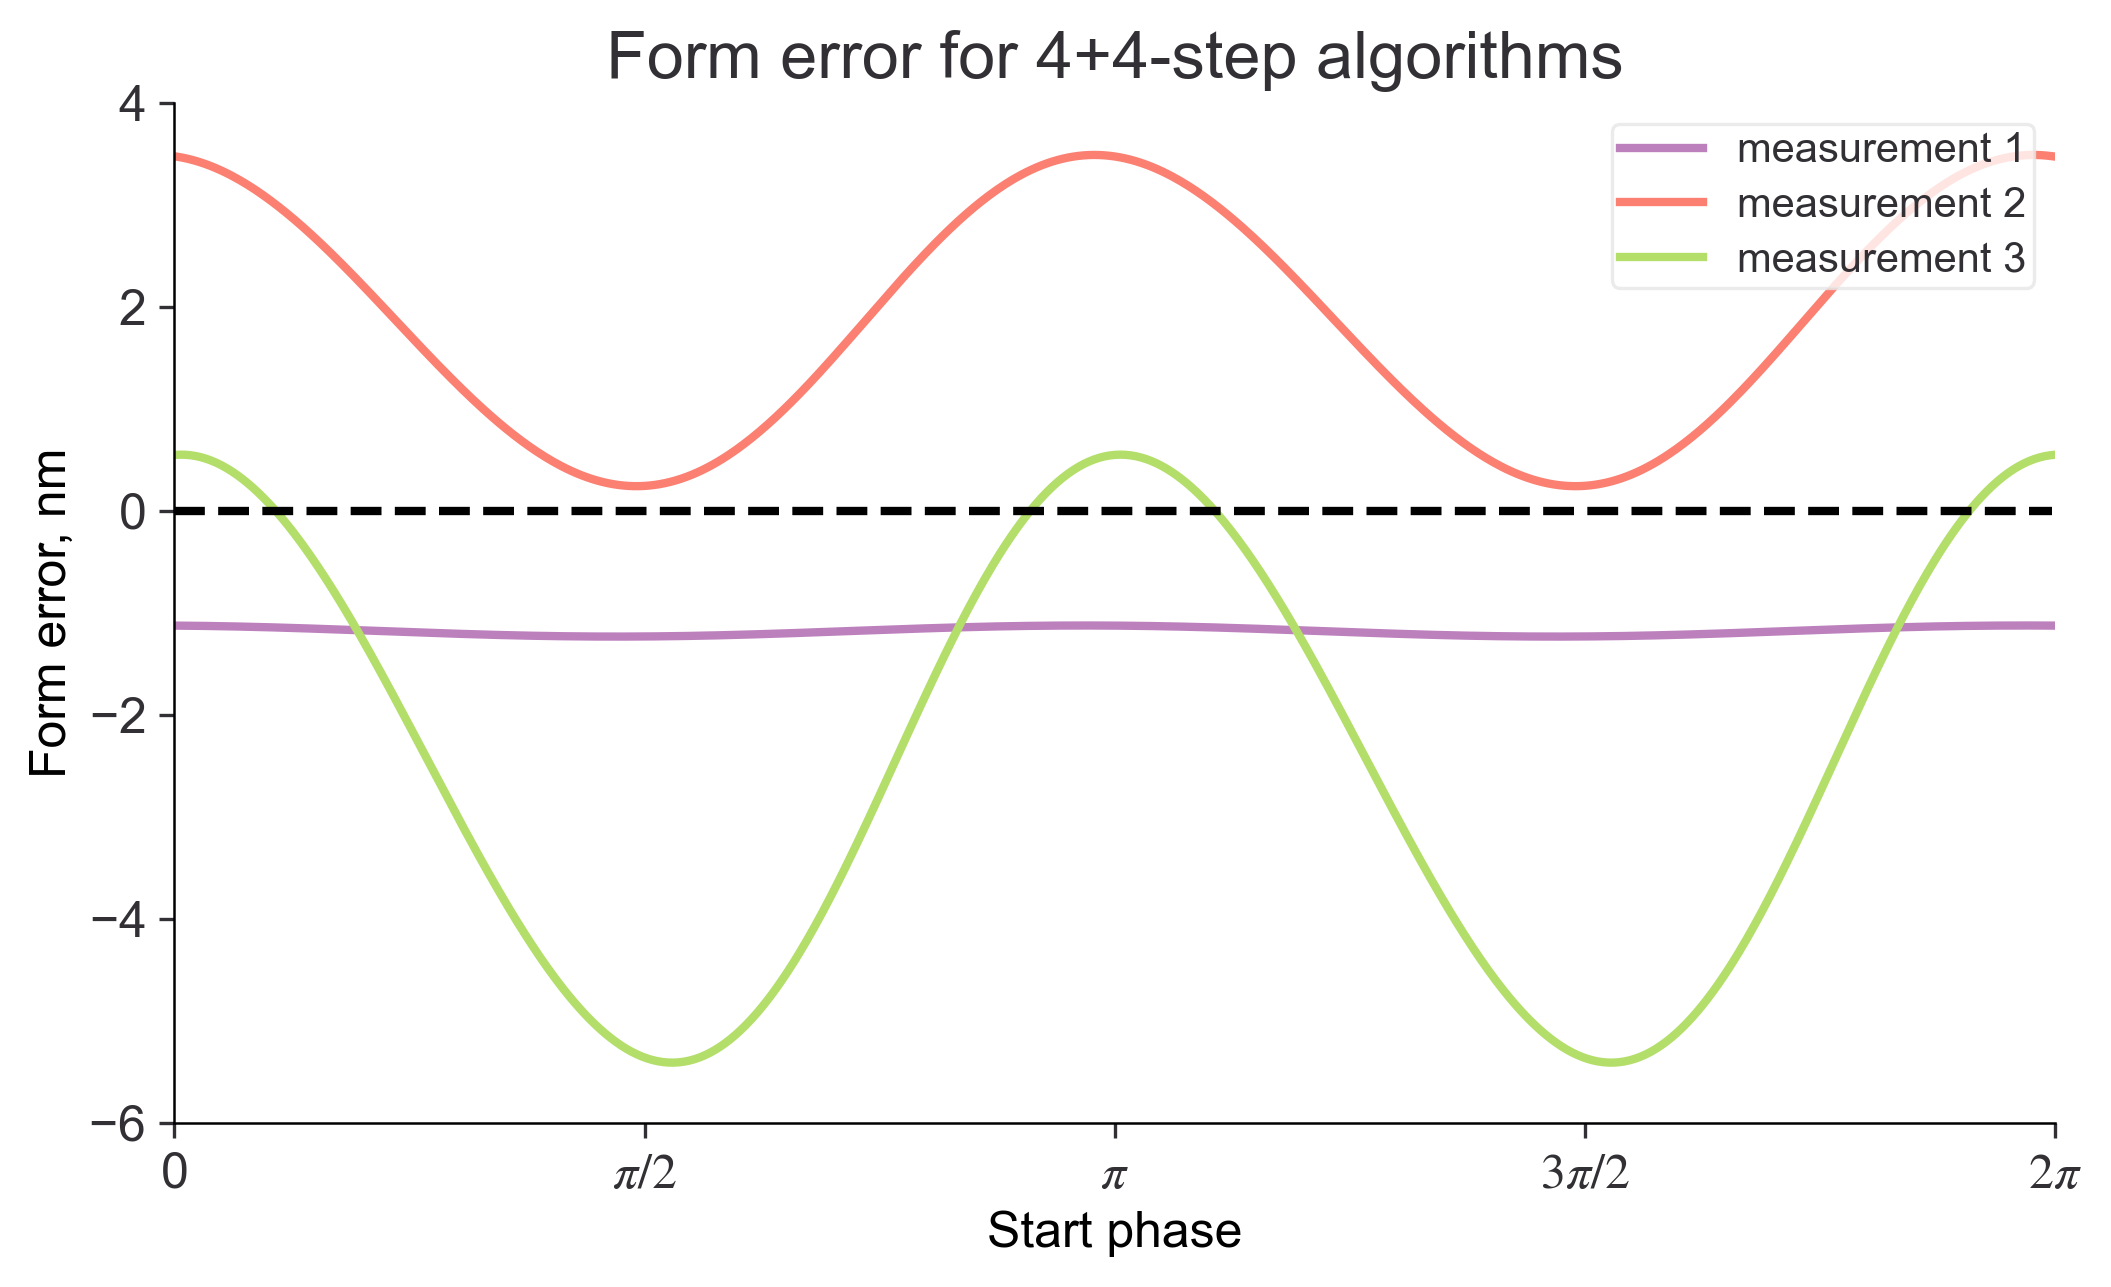 Form error for 4+4-step algorithms
4
2
0
−2
−4
−6
Form error, nm
measurement 1
measurement 2
measurement 3
0
π/2
π
3π/2
2π
Start phase